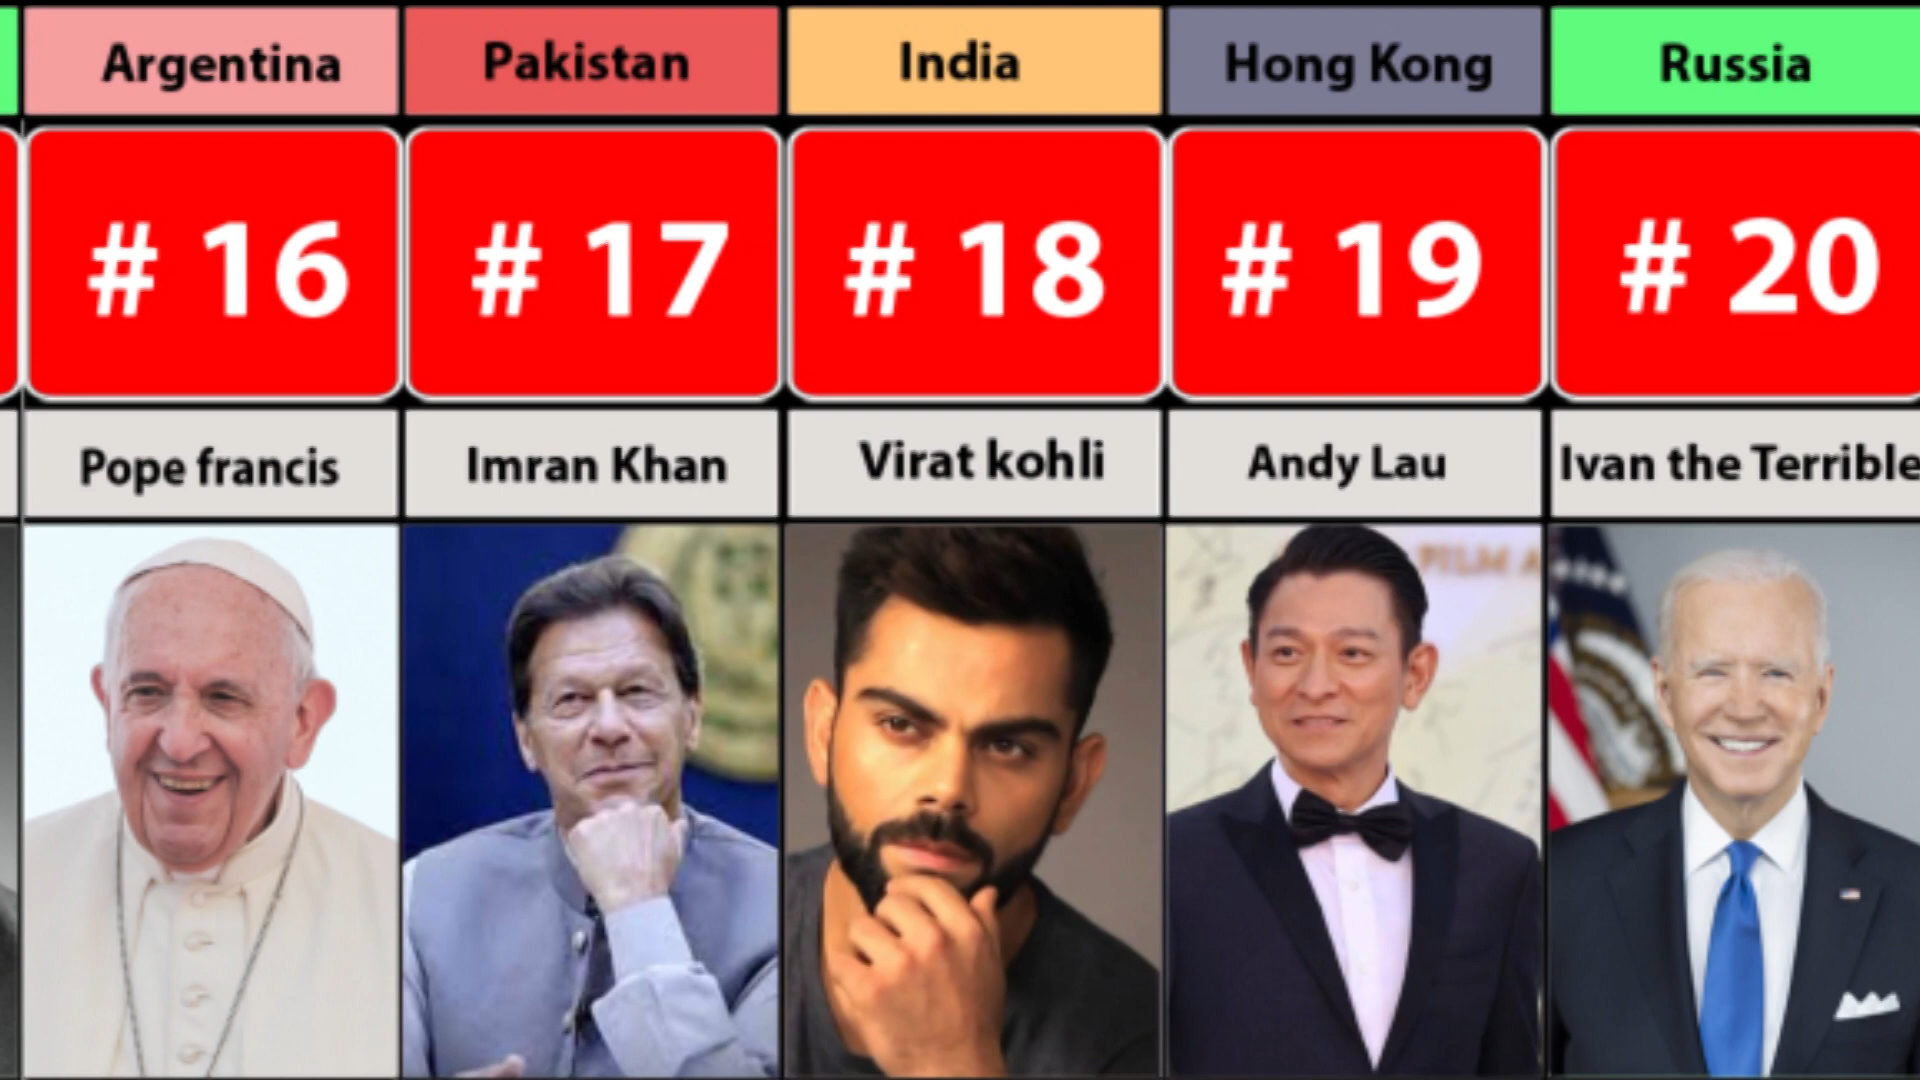 Argentina
Pakistan
India
Hong Kong
Russia
# 16
# 17
# 18
# 19
# 20
Pope francis
Imran Khan
Virat kohli
Andy Lau
Ivan the Terrible
FILM A